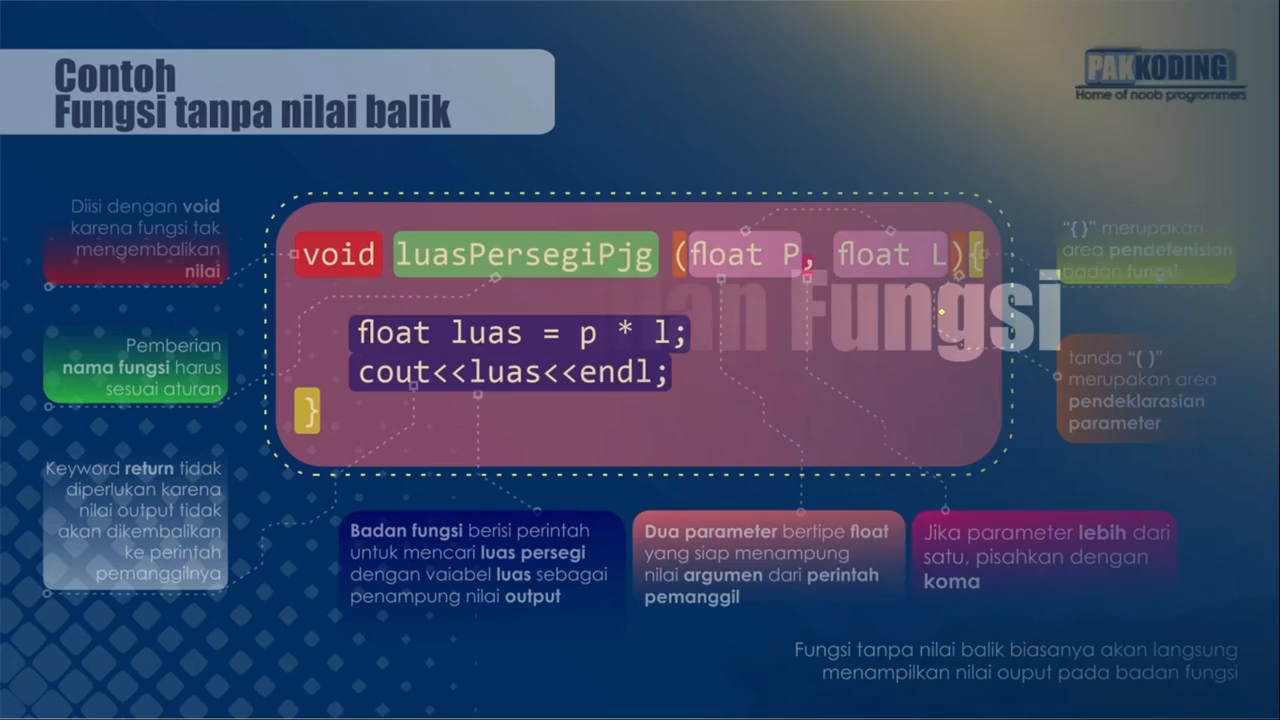 Contoh
Fungsi tanpa nilai balik
PAKKODING
Home of noob programmers
Diisi dengan void
karena fungsi tak
mengembalikan
nilai
Pemberian
nama fungsi harus
sesuai aturan
Keyword return tidak
diperlukan karena
nilai output tidak
akan dikembalikan
ke perintah
pemanggilnya
void luasPersegiPjg (float P, float L){
float luas = p * l;
cout<<luas<<endl;
}
Fungsi
"{ }" merupakan
area pendefenisian
badan fungsi
tanda "( )"
merupakan area
pendeklarasian
parameter
Badan fungsi berisi perintah
untuk mencari luas persegi
dengan vaiabel luas sebagai
penampung nilai output
Dua parameter bertipe float
yang siap menampung
nilai argumen dari perintah
pemanggil
Jika parameter lebih dari
satu, pisahkan dengan
koma
Fungsi tanpa nilai balik biasanya akan langsung
menampilkan nilai ouput pada badan fungsi